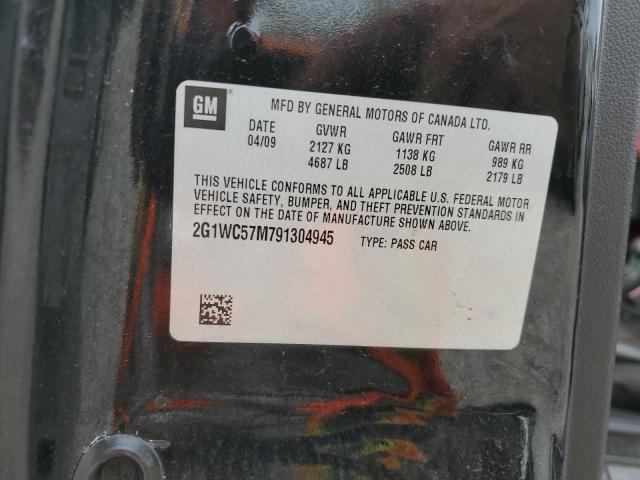 GM
MFD BY GENERAL MOTORS OF CANADA LTD.
DATE GVWR GAWR FRT GAWR RR
04/09 2127 KG 1138 KG 989 KG
4687 LB 2508 LB 2179 LB
THIS VEHICLE CONFORMS TO ALL APPLICABLE U.S. FEDERAL MOTOR
VEHICLE SAFETY, BUMPER, AND THEFT PREVENTION STANDARDS IN
EFFECT ON THE DATE OF MANUFACTURE SHOWN ABOVE.
2G1WC57M791304945 TYPE: PASS CAR